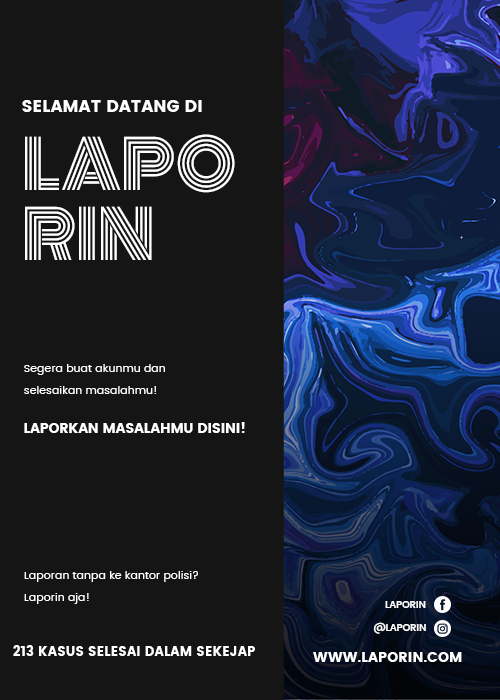 SELAMAT DATANG DI
LAPO
RIN
Segera buat akunmu dan
selesaikan masalahmu!
LAPORKAN MASALAHMU DISINI!
Laporan tanpa ke kantor polisi?
Laporin aja!
213 KASUS SELESAI DALAM SEKEJAP
LAPORIN
@LAPORIN
WWW.LAPORIN.COM